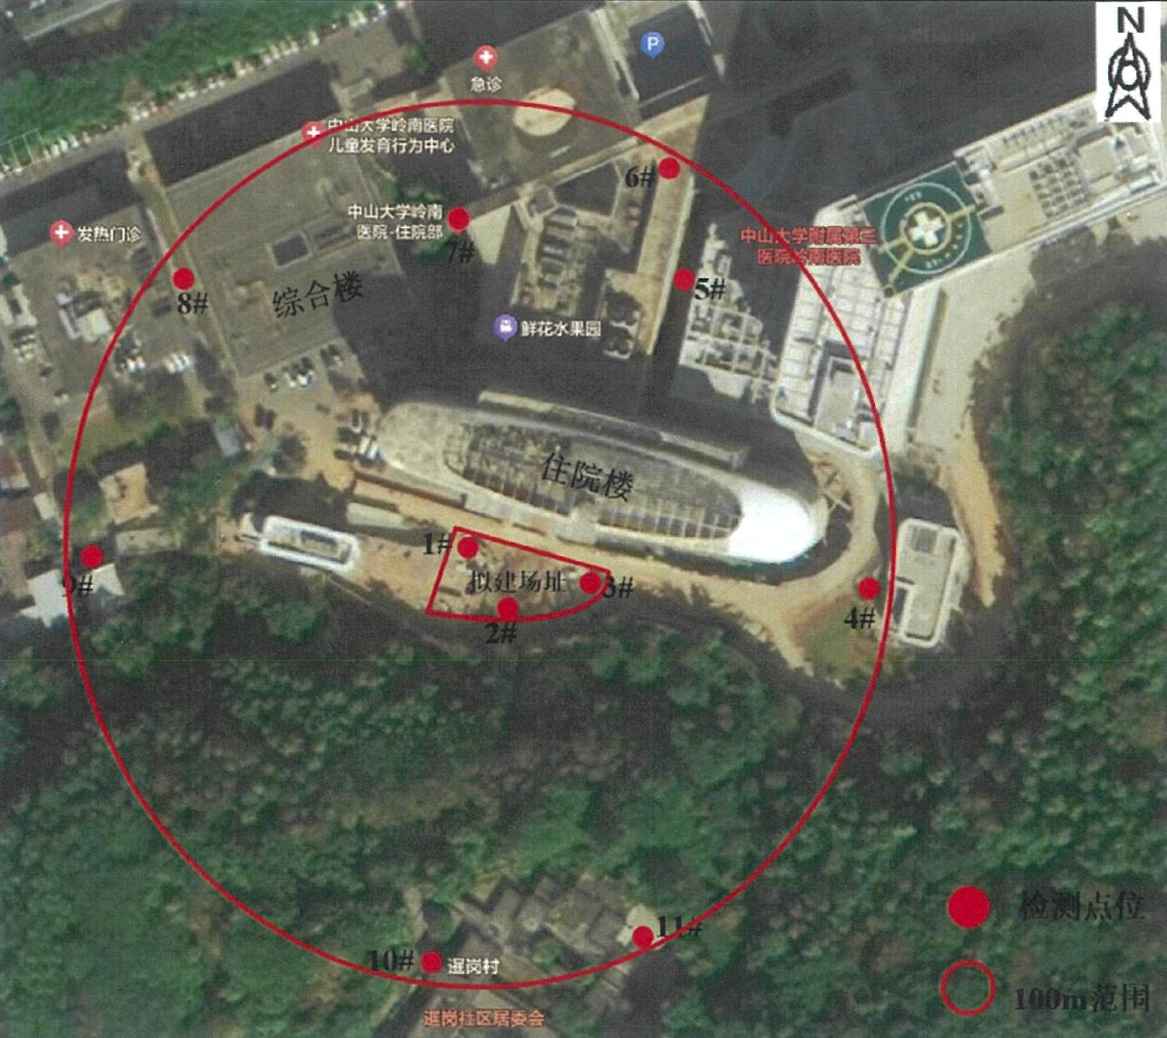 N
P
急诊
中山大学岭南医院
儿童发育行为中心
6#
中山大学岭南
医院-住院部
7#
发热门诊
中山大学附属第三
医院岭南医院
8#
综合楼
5#
鲜花水果园
住院楼
1#
拟建场址
3#
2#
9#
4#
11#
10#
暹岗村
暹岗社区居委会
检测点位
100m范围